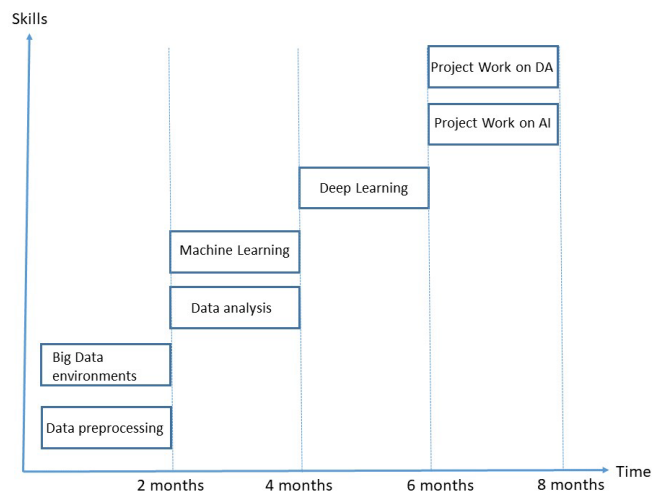 Skills
Project Work on DA
Project Work on AI
Deep Learning
Machine Learning
Data analysis
Big Data
environments
Data preprocessing
Time
2 months
4 months
6 months
8 months